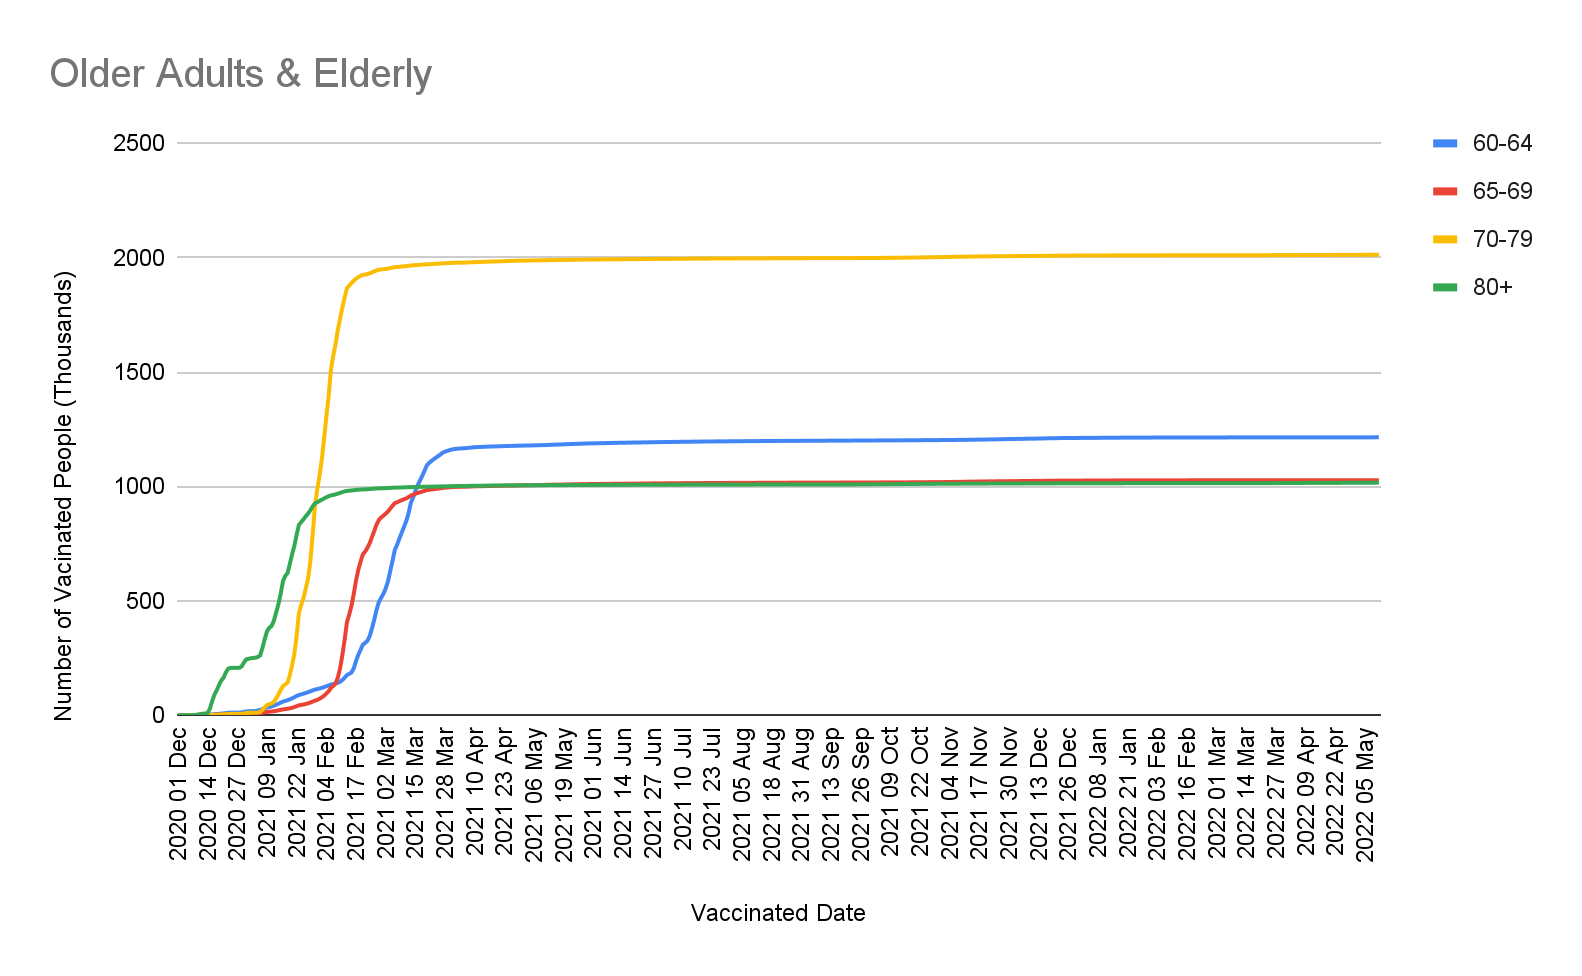 Older Adults & Elderly
2500
2000
1500
1000
500
0
Number of Vacinated People (Thousands)
60-64
65-69
70-79
80+
2020 01 Dec
2020 14 Dec
2020 27 Dec
2021 09 Jan
2021 22 Jan
2021 04 Feb
2021 17 Feb
2021 02 Mar
2021 15 Mar
2021 28 Mar
2021 10 Apr
2021 23 Apr
2021 06 May
2021 19 May
2021 01 Jun
2021 14 Jun
2021 27 Jun
2021 10 Jul
2021 23 Jul
2021 05 Aug
2021 18 Aug
2021 31 Aug
2021 13 Sep
2021 26 Sep
2021 09 Oct
2021 22 Oct
2021 04 Nov
2021 17 Nov
2021 30 Nov
2021 13 Dec
2021 26 Dec
2022 08 Jan
2022 21 Jan
2022 03 Feb
2022 16 Feb
2022 01 Mar
2022 14 Mar
2022 27 Mar
2022 09 Apr
2022 22 Apr
2022 05 May
Vaccinated Date